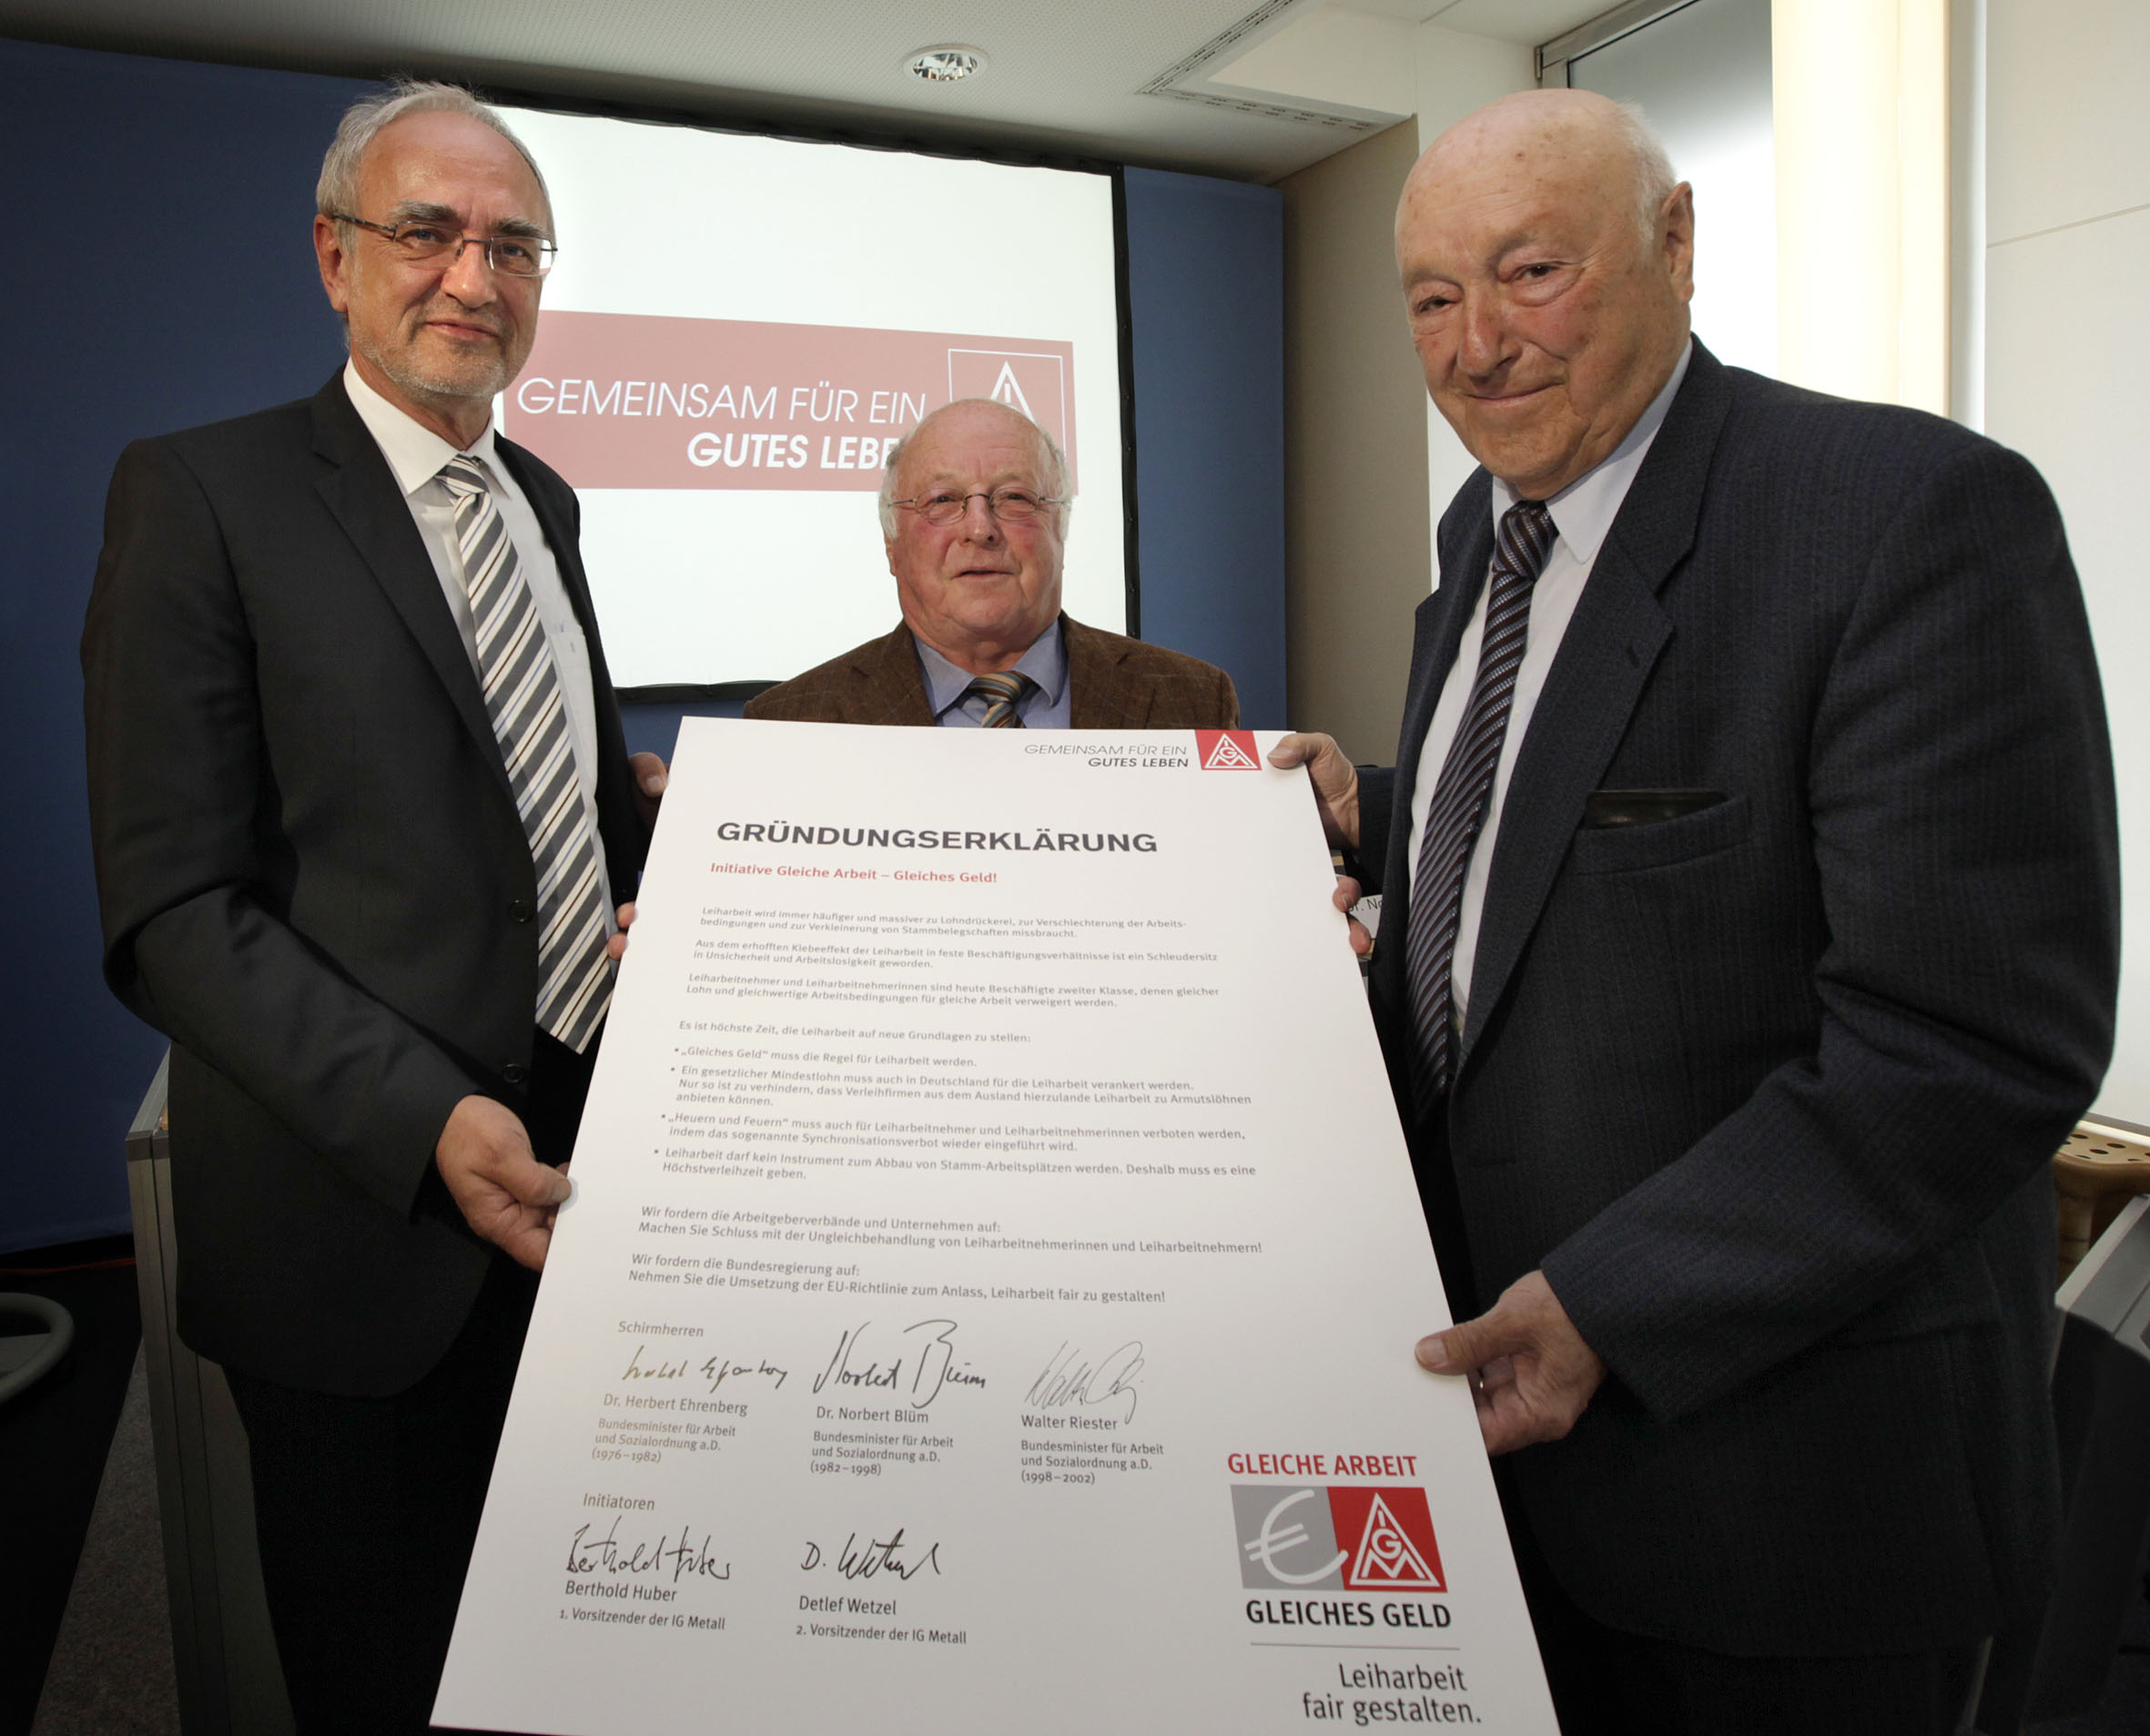 GEMEINSAM FÜR EIN
GUTES LEBE
GEMEINSAM FÜR EIN
GUTES LEBEN
IGM
GRÜNDUNGSERKLÄRUNG
Initiative Gleiche Arbeit – Gleiches Geld!
Leiharbeit wird immer häufiger und massiver zu Lohndrückerei, zur Verschlechterung der Arbeits-
bedingungen und zur Verkleinerung von Stammbelegschaften missbraucht.
Aus dem erhofften Klebeeffekt der Leiharbeit in feste Beschäftigungsverhältnisse ist ein Schleudersitz
in Unsicherheit und Arbeitslosigkeit geworden.
Leiharbeitnehmer und Leiharbeitnehmerinnen sind heute Beschäftigte zweiter Klasse, denen gleicher
Lohn und gleichwertige Arbeitsbedingungen für gleiche Arbeit verweigert werden.
Es ist höchste Zeit, die Leiharbeit auf neue Grundlagen zu stellen:
• „Gleiches Geld“ muss die Regel für Leiharbeit werden.
• Ein gesetzlicher Mindestlohn muss auch in Deutschland für die Leiharbeit verankert werden.
Nur so ist zu verhindern, dass Verleihfirmen aus dem Ausland hierzulande Leiharbeit zu Armutslöhnen
anbieten können.
• „Heuern und Feuern“ muss auch für Leiharbeitnehmer und Leiharbeitnehmerinnen verboten werden,
indem das sogenannte Synchronisationsverbot wieder eingeführt wird.
• Leiharbeit darf kein Instrument zum Abbau von Stamm-Arbeitsplätzen werden. Deshalb muss es eine
Höchstverleihzeit geben.
Wir fordern die Arbeitgeberverbände und Unternehmen auf:
Machen Sie Schluss mit der Ungleichbehandlung von Leiharbeitnehmerinnen und Leiharbeitnehmern!
Wir fordern die Bundesregierung auf:
Nehmen Sie die Umsetzung der EU-Richtlinie zum Anlass, Leiharbeit fair zu gestalten!
Schirmherren
Norbert Blüm
Dr. Herbert Ehrenberg
Bundesminister für Arbeit
und Sozialordnung a.D.
(1976–1982)
Dr. Norbert Blüm
Bundesminister für Arbeit
und Sozialordnung a.D.
(1982–1998)
Walter Riester
Bundesminister für Arbeit
und Sozialordnung a.D.
(1998–2002)
Initiatoren
Berthold Huber
Berthold Huber
1. Vorsitzender der IG Metall
D. Wetzel
Detlef Wetzel
2. Vorsitzender der IG Metall
GLEICHE ARBEIT
€ IGM
GLEICHES GELD
Leiharbeit
fair gestalten.